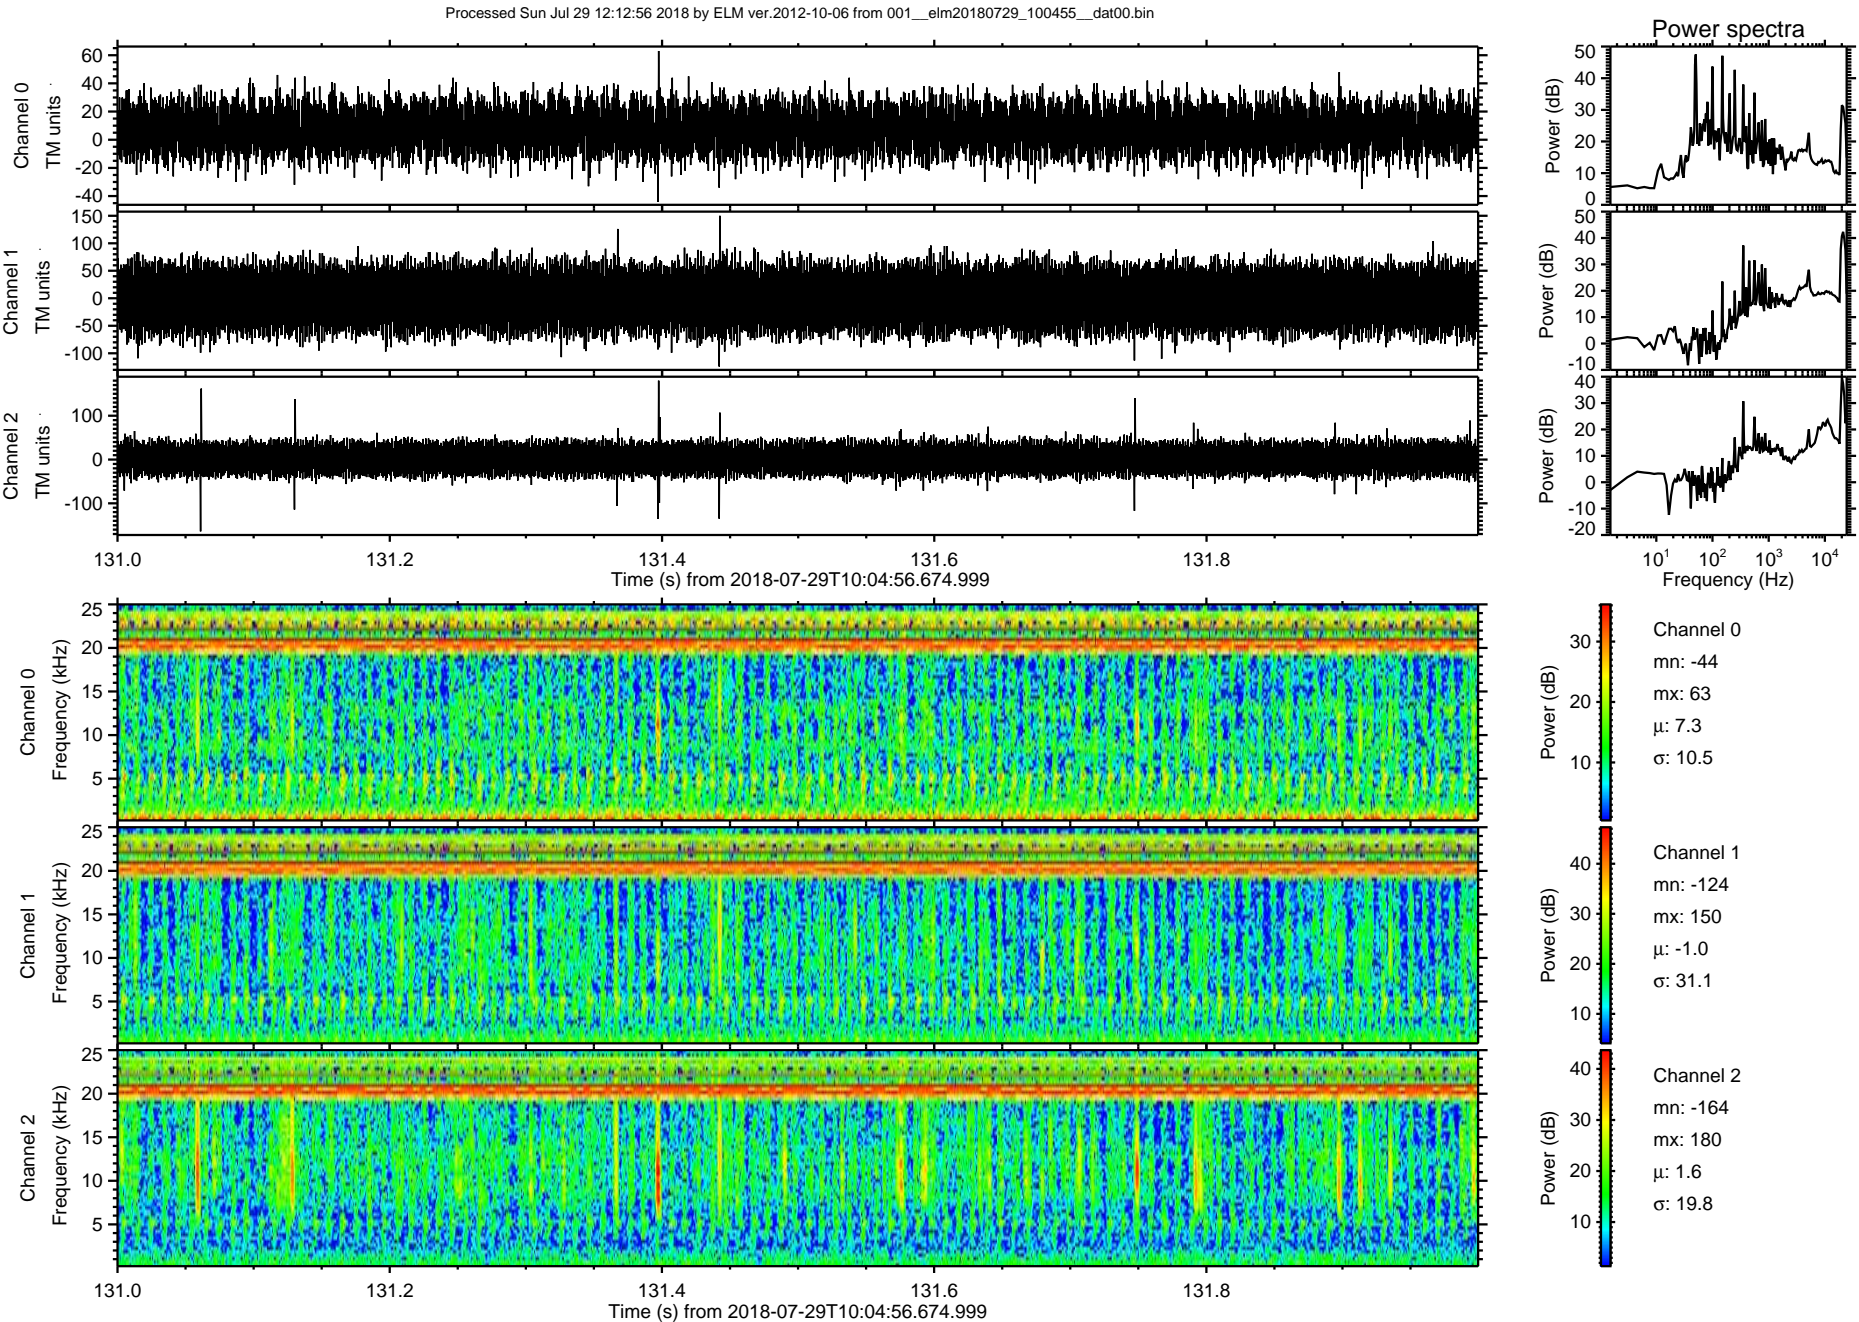 Processed Sun Jul 29 12:12:56 2018 by ELM ver.2012-10-06 from 001__elm20180729_100455__dat00.bin
Power spectra
Channel 0
TM units
60
40
20
0
-20
-40
Power (dB)
50
40
30
20
10
0
Channel 1
TM units
150
100
50
0
-50
-100
Power (dB)
50
40
30
20
10
0
-10
Channel 2
TM units
100
0
-100
Power (dB)
40
30
20
10
0
-10
-20
131.0 131.2 131.4 131.6 131.8
Time (s) from 2018-07-29T10:04:56.674.999
10¹ 10² 10³ 10⁴
Frequency (Hz)
Channel 0
Frequency (kHz)
25
20
15
10
5
Power (dB)
30
20
10
Channel 0
mn: -44
mx: 63
μ: 7.3
σ: 10.5
Channel 1
Frequency (kHz)
25
20
15
10
5
Power (dB)
40
30
20
10
Channel 1
mn: -124
mx: 150
μ: -1.0
σ: 31.1
Channel 2
Frequency (kHz)
25
20
15
10
5
Power (dB)
40
30
20
10
Channel 2
mn: -164
mx: 180
μ: 1.6
σ: 19.8
131.0 131.2 131.4 131.6 131.8
Time (s) from 2018-07-29T10:04:56.674.999